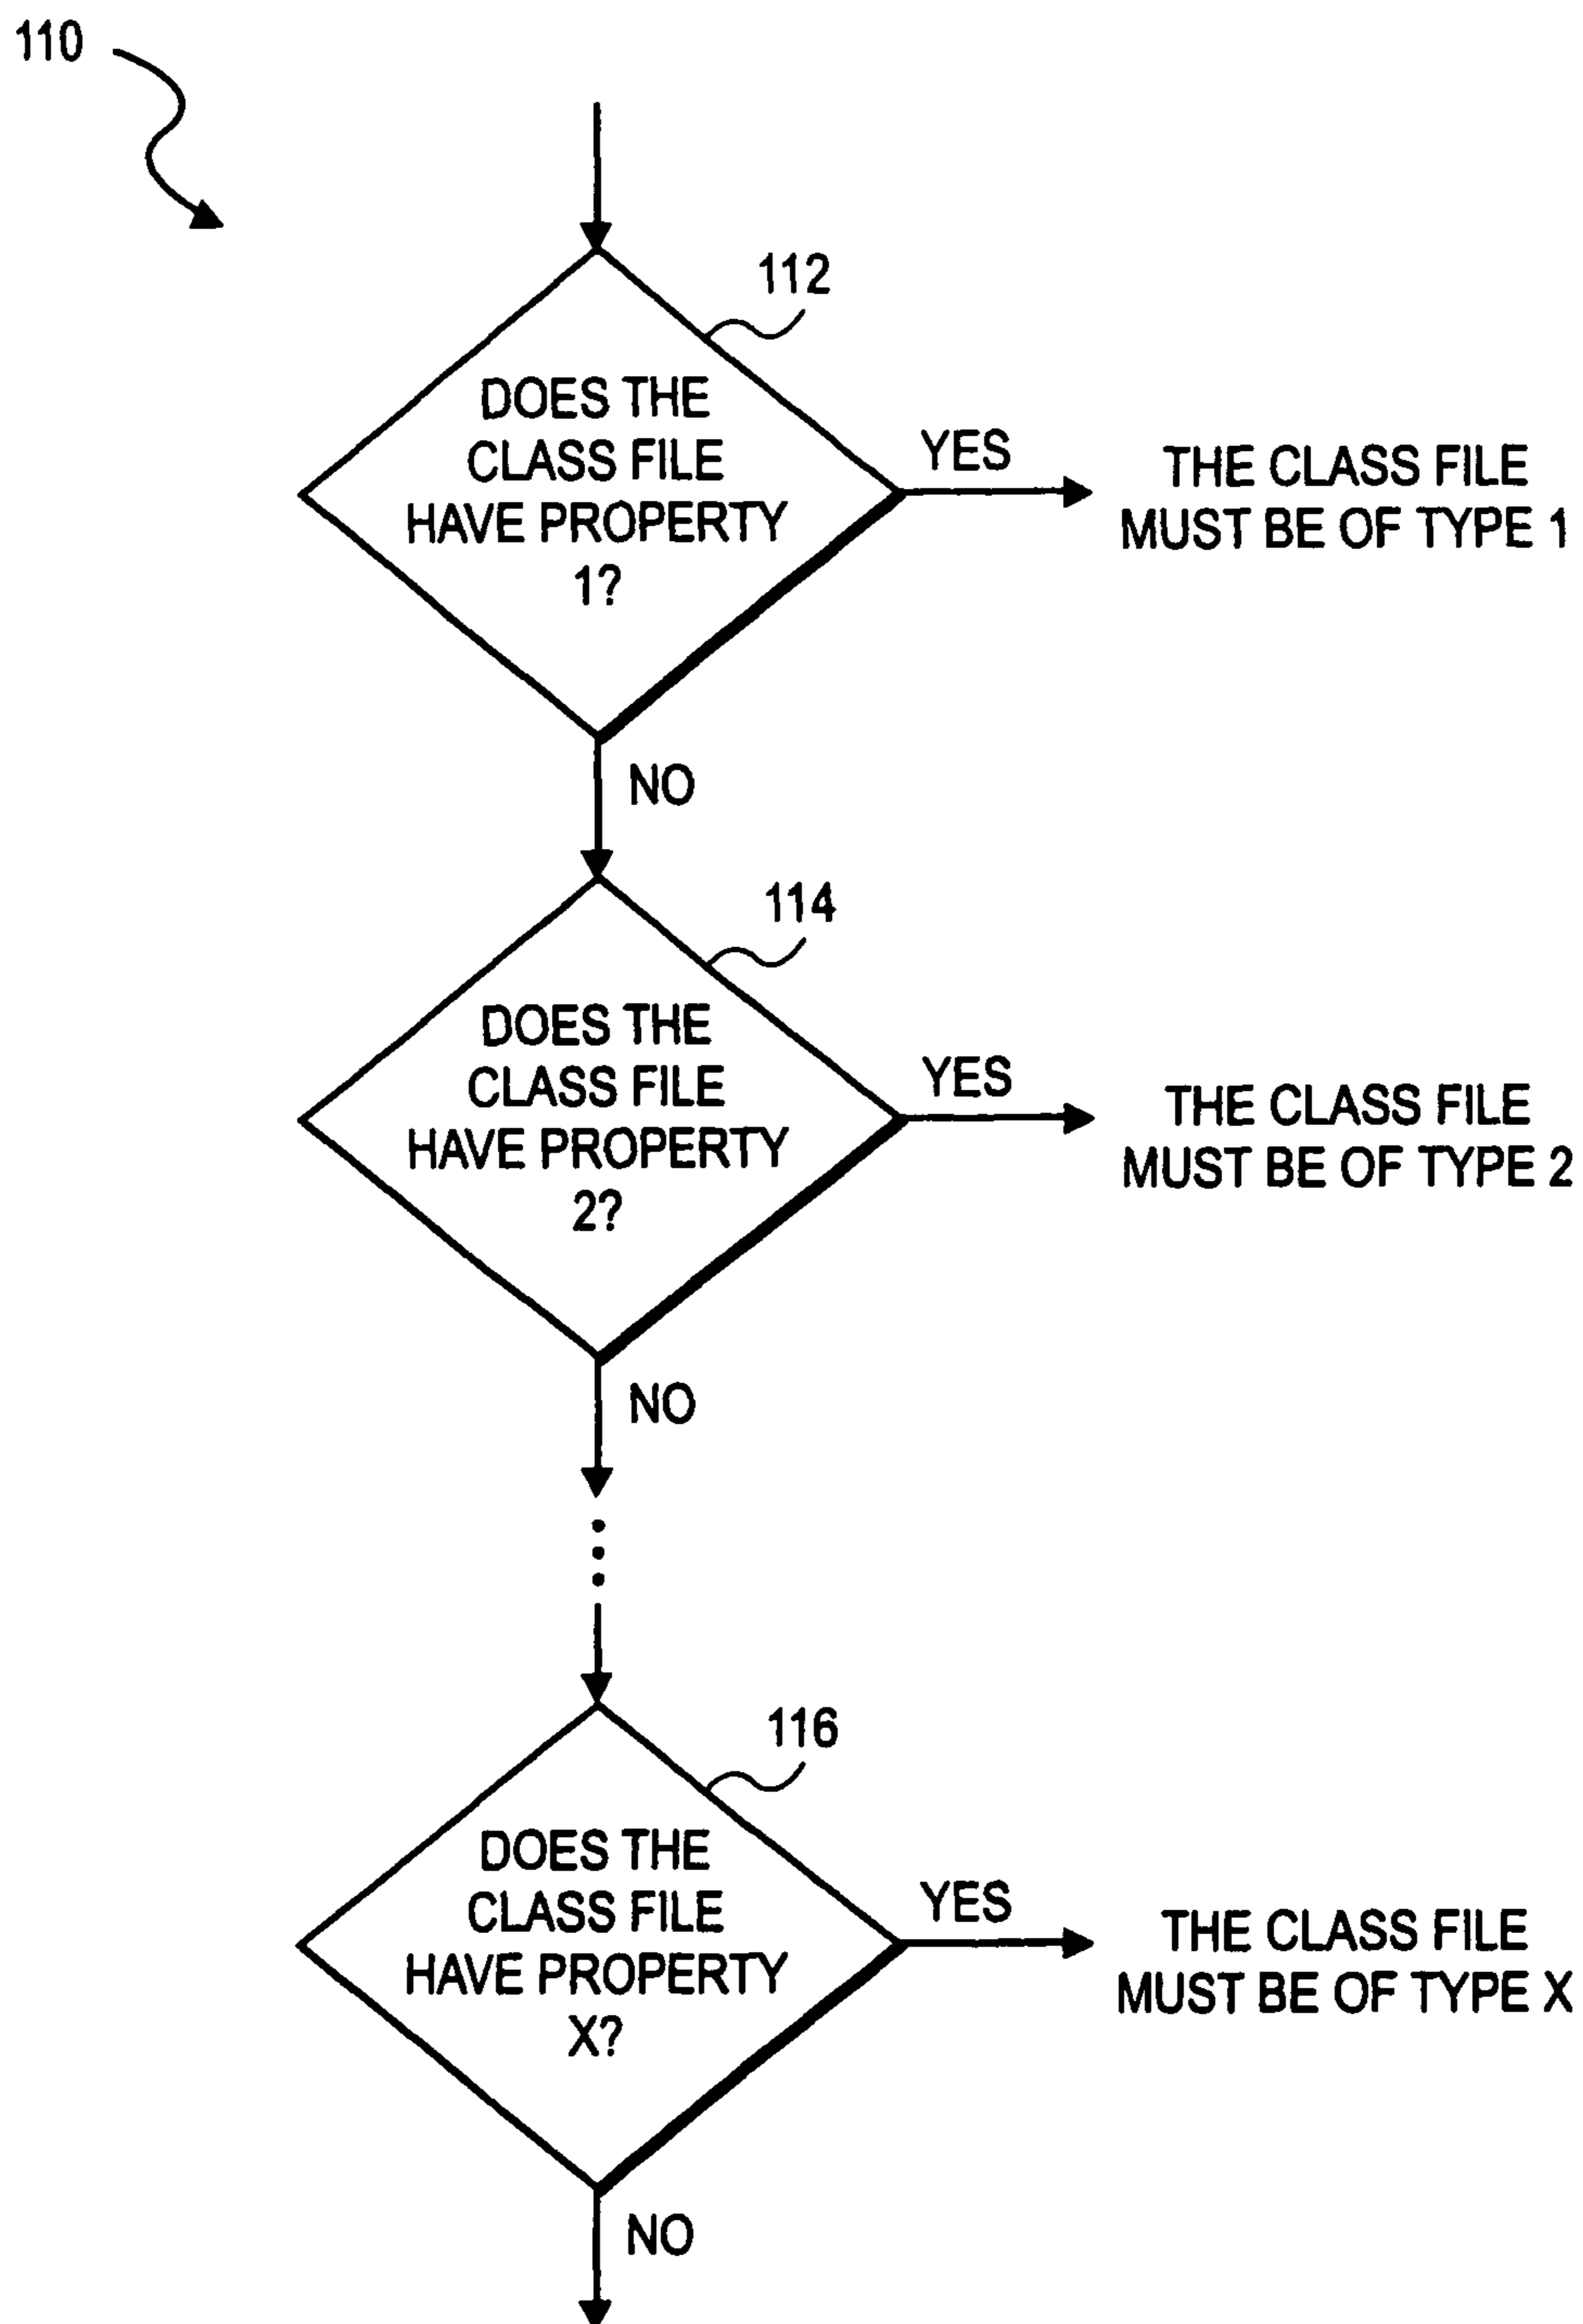 110
112
DOES THE
CLASS FILE
HAVE PROPERTY
1?
YES
THE CLASS FILE
MUST BE OF TYPE 1
NO
114
DOES THE
CLASS FILE
HAVE PROPERTY
2?
YES
THE CLASS FILE
MUST BE OF TYPE 2
NO
116
DOES THE
CLASS FILE
HAVE PROPERTY
X?
YES
THE CLASS FILE
MUST BE OF TYPE X
NO